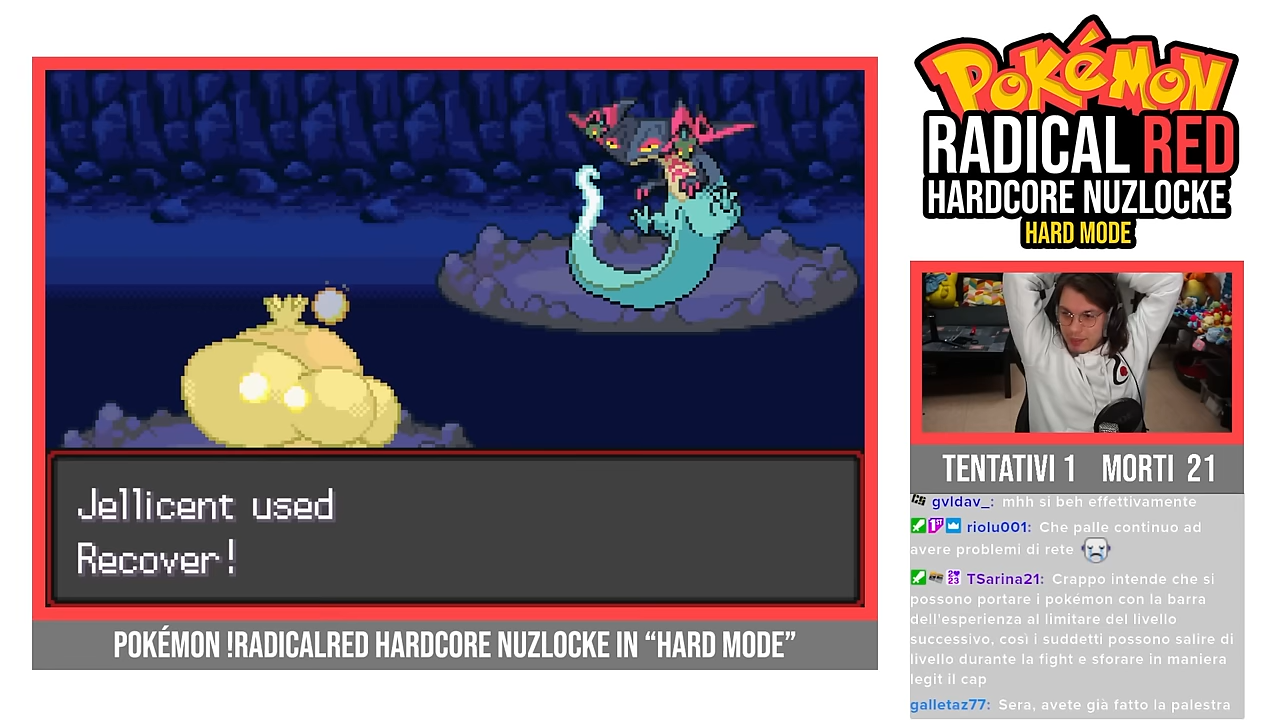 POKéMON
RADICAL RED
HARDCORE NUZLOCKE
HARD MODE
Jellicent used
Recover!
POKÉMON !RADICALRED HARDCORE NUZLOCKE IN “HARD MODE”
TENTATIVI 1 MORTI 21
gvldav_: mhh si beh effettivamente
riolu001: Che palle continuo ad
avere problemi di rete
TSarina21: Crappo intende che si
possono portare i pokémon con la barra
dell'esperienza al limitare del livello
successivo, così i suddetti possono salire di
livello durante la fight e sforare in maniera
legit il cap
galletaz77: Sera, avete già fatto la palestra